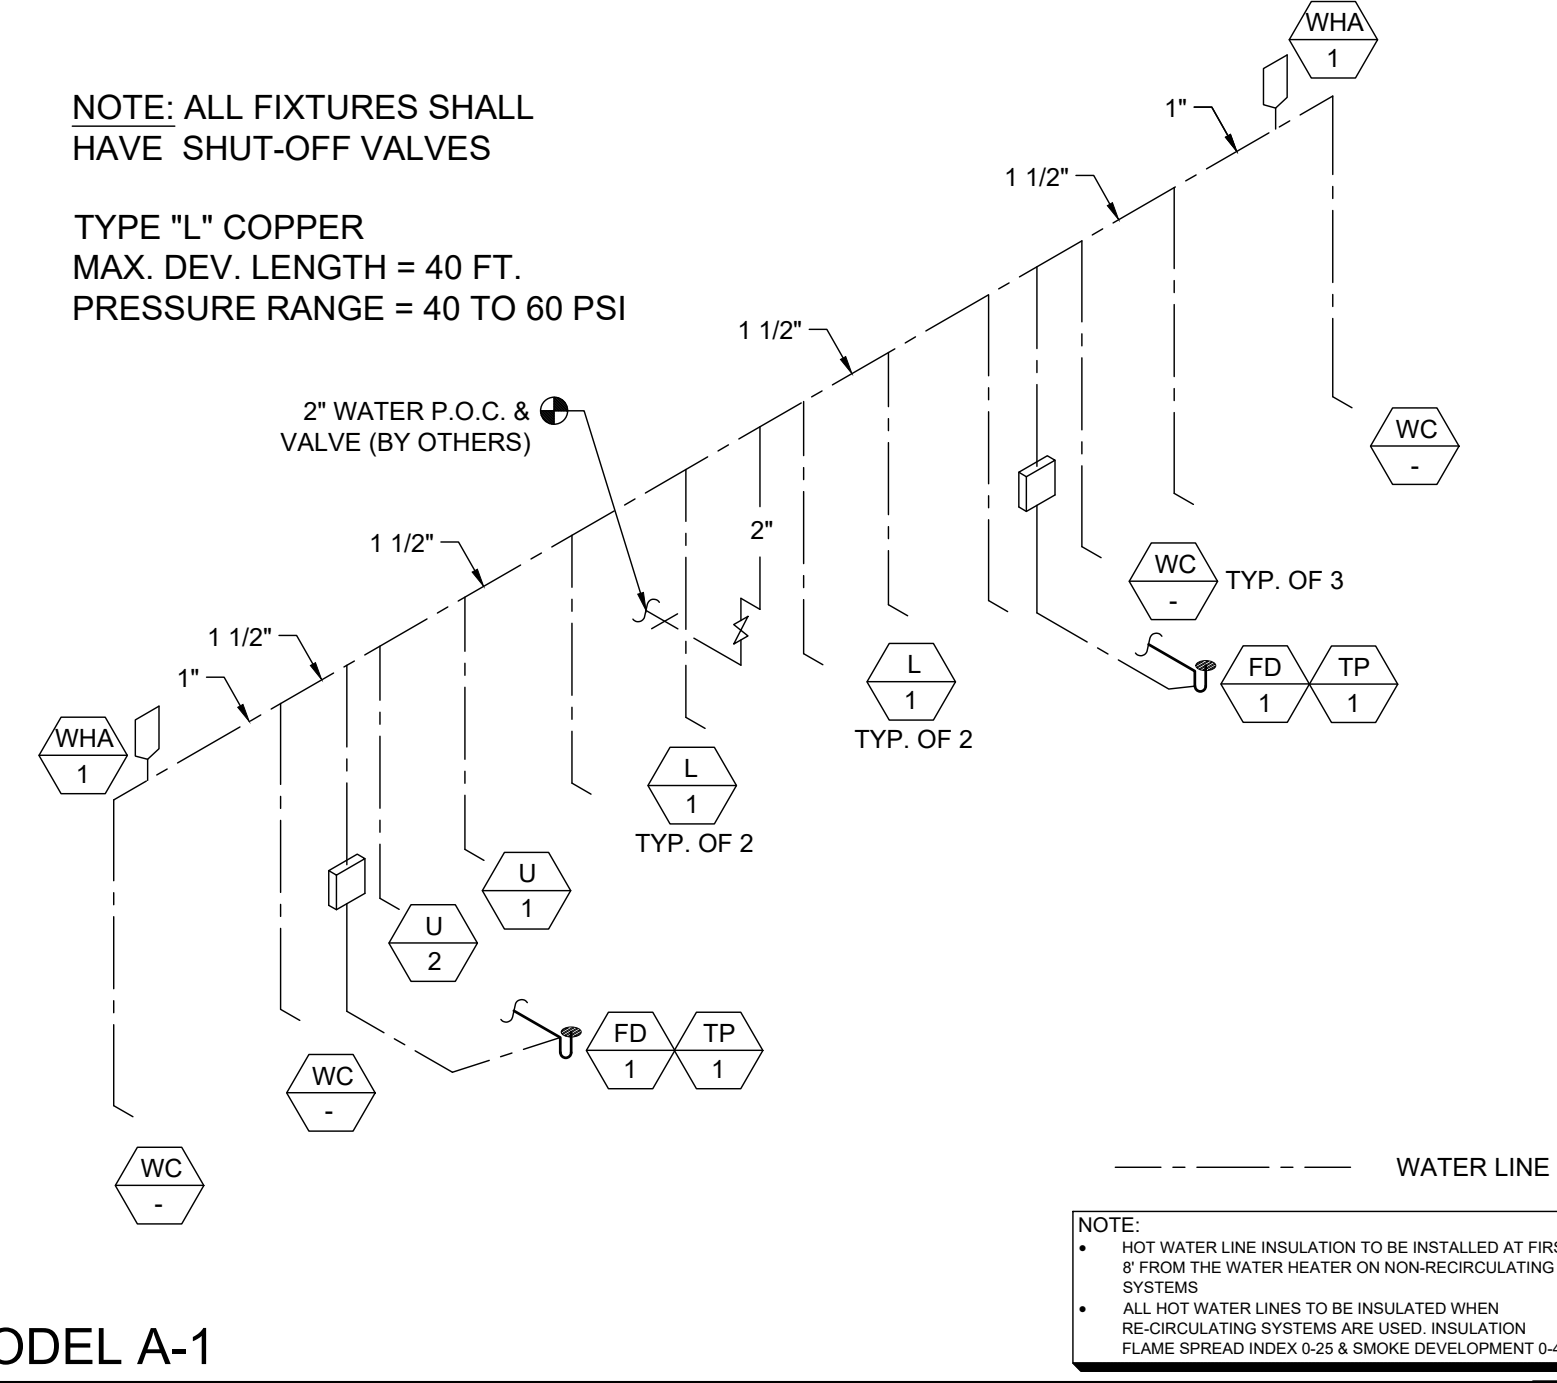 WHA
1
NOTE: ALL FIXTURES SHALL
HAVE SHUT-OFF VALVES
1"
1 1/2"
TYPE "L" COPPER
MAX. DEV. LENGTH = 40 FT.
PRESSURE RANGE = 40 TO 60 PSI
1 1/2"
2" WATER P.O.C. &
VALVE (BY OTHERS)
WC
-
2"
1 1/2"
WC
-
TYP. OF 3
1 1/2"
1"
L
1
TYP. OF 2
FD
1
TP
1
WHA
1
L
1
TYP. OF 2
U
1
U
2
FD
1
TP
1
WC
-
WC
-
WATER LINE
NOTE:
• HOT WATER LINE INSULATION TO BE INSTALLED AT FIRS
8' FROM THE WATER HEATER ON NON-RECIRCULATING
SYSTEMS
• ALL HOT WATER LINES TO BE INSULATED WHEN
RE-CIRCULATING SYSTEMS ARE USED. INSULATION
FLAME SPREAD INDEX 0-25 & SMOKE DEVELOPMENT 0-4
ODEL A-1